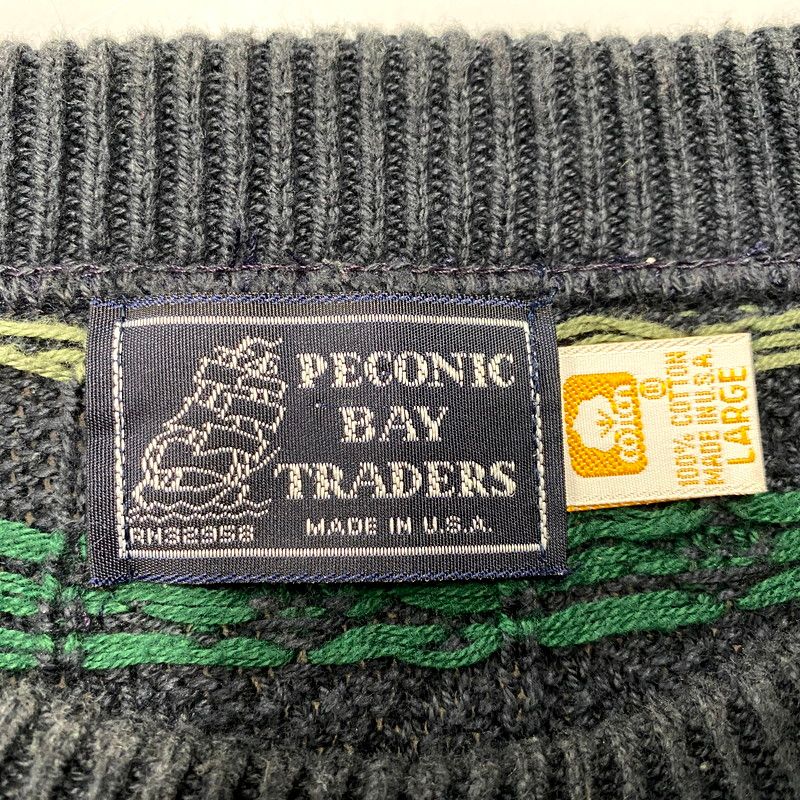 PECONIC
BAY
TRADERS
RN32958
MADE IN U.S.A.
cotton
®
100% COTTON
MADE IN U.S.A.
LARGE